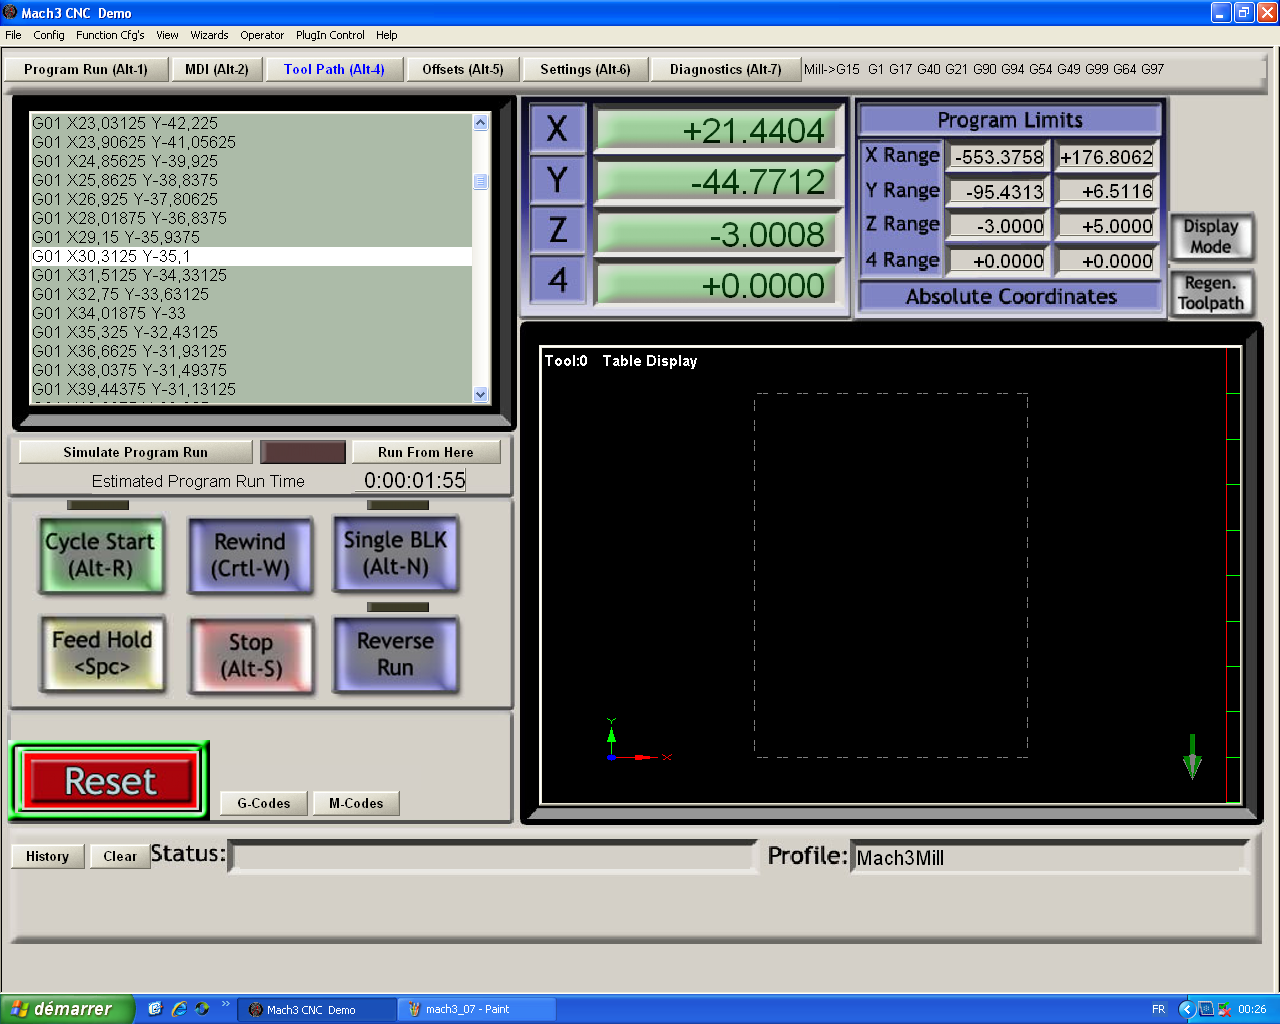 Mach3 CNC  Demo
File Config Function Cfg's View Wizards Operator PlugIn Control Help
Program Run (Alt-1) MDI (Alt-2) Tool Path (Alt-4) Offsets (Alt-5) Settings (Alt-6) Diagnostics (Alt-7) Mill->G15  G1 G17 G40 G21 G90 G94 G54 G49 G99 G64 G97
G01 X23,03125 Y-42,225
G01 X23,90625 Y-41,05625
G01 X24,85625 Y-39,925
G01 X25,8625 Y-38,8375
G01 X26,925 Y-37,80625
G01 X28,01875 Y-36,8375
G01 X29,15 Y-35,9375
G01 X30,3125 Y-35,1
G01 X31,5125 Y-34,33125
G01 X32,75 Y-33,63125
G01 X34,01875 Y-33
G01 X35,325 Y-32,43125
G01 X36,6625 Y-31,93125
G01 X38,0375 Y-31,49375
G01 X39,44375 Y-31,13125
X +21.4404
Y -44.7712
Z -3.0008
4 +0.0000
Program Limits
X Range -553.3758 +176.8062
Y Range -95.4313 +6.5116
Z Range -3.0000 +5.0000
4 Range +0.0000 +0.0000
Absolute Coordinates
Display Mode
Regen. Toolpath
Tool:0 Table Display
Y
X
Simulate Program Run Run From Here
Estimated Program Run Time 0:00:01:55
Cycle Start (Alt-R)
Rewind (Crtl-W)
Single BLK (Alt-N)
Feed Hold <Spc>
Stop (Alt-S)
Reverse Run
Reset
G-Codes M-Codes
History Clear Status: Profile: Mach3Mill
démarrer Mach3 CNC  Demo mach3_07 - Paint FR 00:26